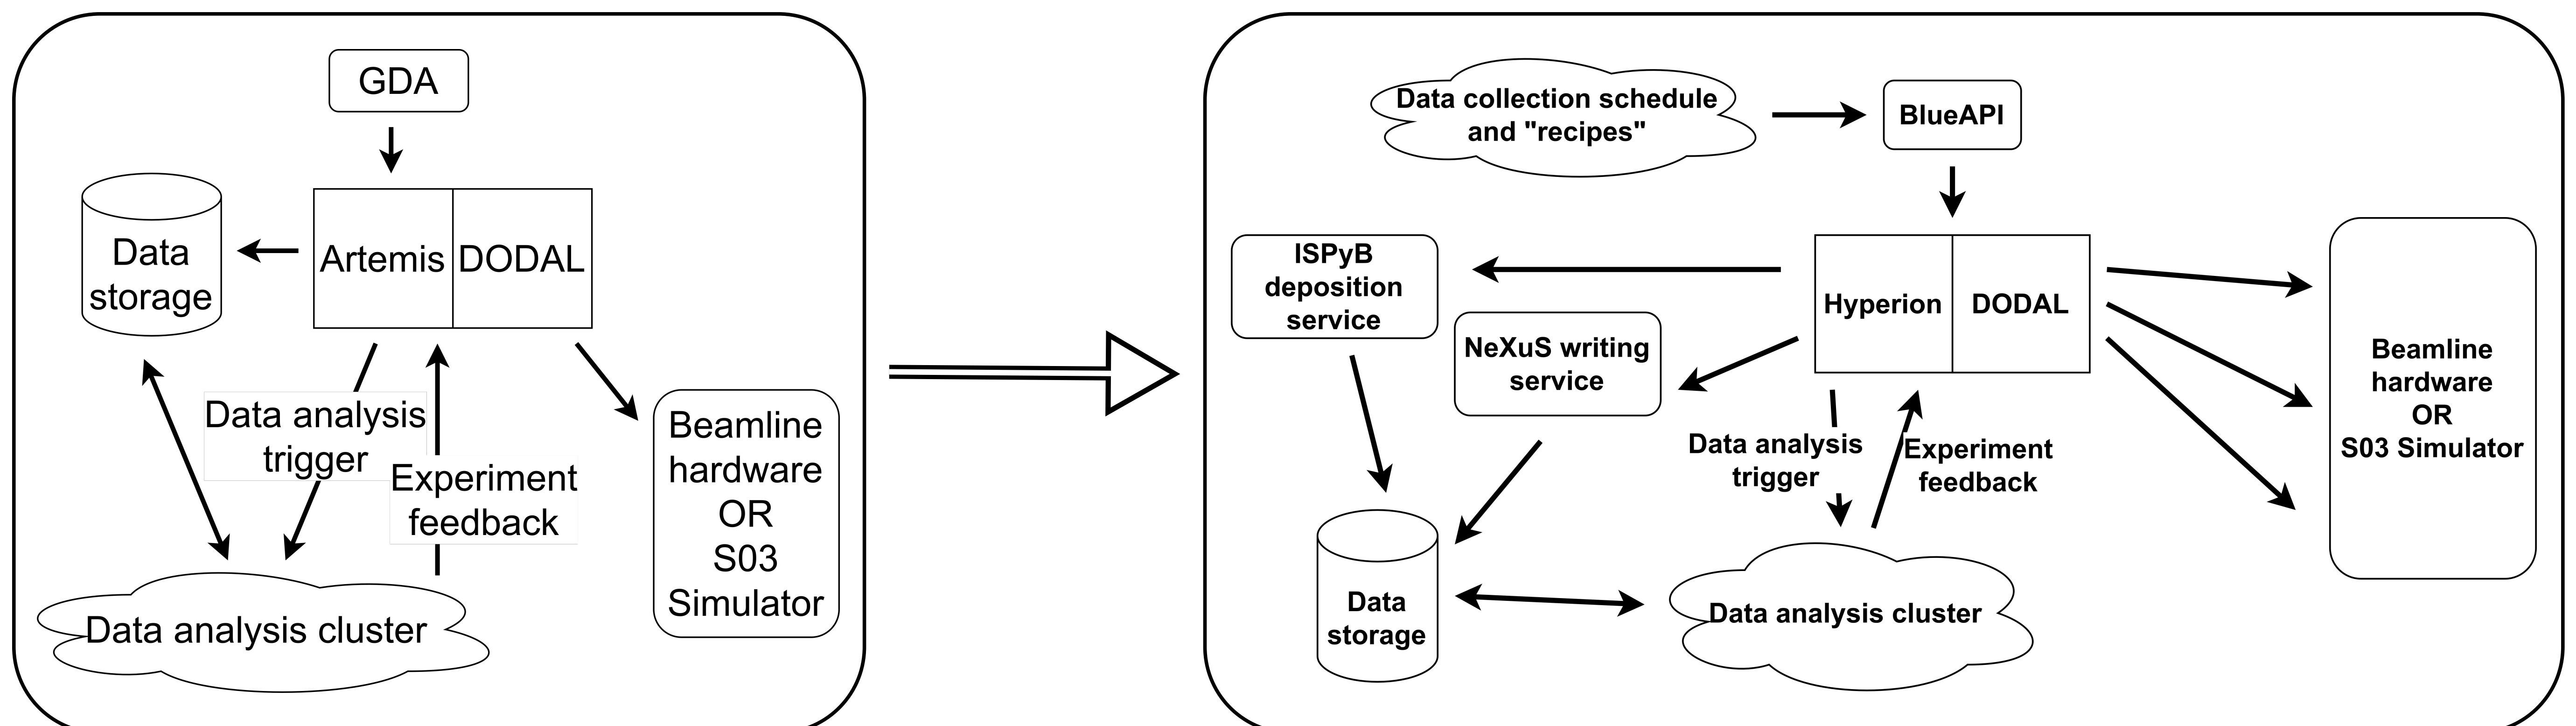 GDA
Data
storage
Artemis
DODAL
Data analysis
trigger
Experiment
feedback
Beamline
hardware
OR
S03
Simulator
Data analysis cluster
Data collection schedule
and "recipes"
BlueAPI
ISPyB
deposition
service
NeXuS writing
service
Hyperion
DODAL
Beamline
hardware
OR
S03 Simulator
Data analysis
trigger
Experiment
feedback
Data
storage
Data analysis cluster